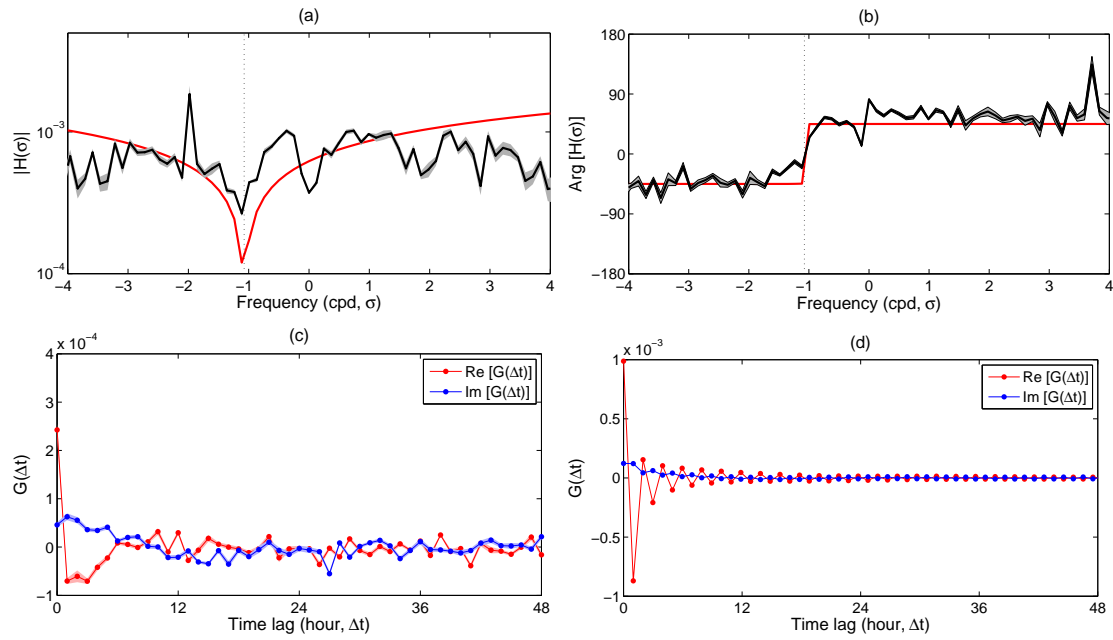 (a)
|H(σ)|
10^-3
10^-4
−4 −3 −2 −1 0 1 2 3 4
Frequency (cpd, σ)
(b)
Arg [H(σ)]
180
90
0
−90
−180
−4 −3 −2 −1 0 1 2 3 4
Frequency (cpd, σ)
(c)
x 10^-4
G(Δt)
4
3
2
1
0
−1
Re [G(Δt)]
Im [G(Δt)]
0 12 24 36 48
Time lag (hour, Δt)
(d)
x 10^-3
G(Δt)
1
0.5
0
−0.5
−1
Re [G(Δt)]
Im [G(Δt)]
0 12 24 36 48
Time lag (hour, Δt)